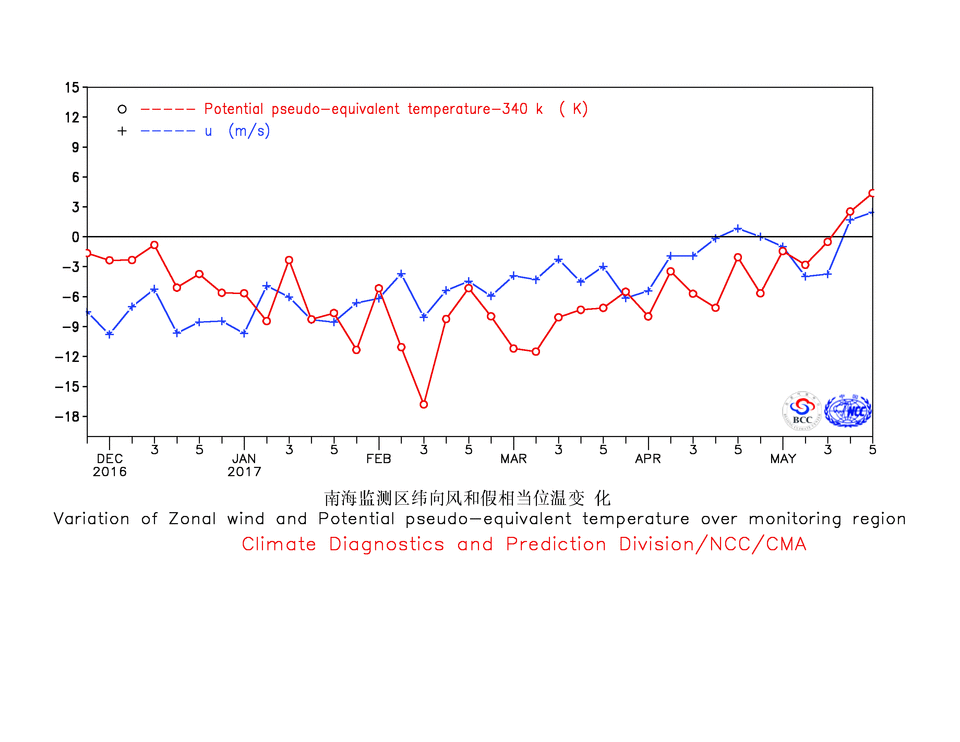 15
12
9
6
3
0
−3
−6
−9
−12
−15
−18
Potential pseudo−equivalent temperature−340 k ( K)
u (m/s)
BCC
NCC
3 5 3 5 3 5 3 5 3 5 3 5
DEC JAN FEB MAR APR MAY
2016 2017
南海监测区纬向风和假相当位温变 化
Variation of Zonal wind and Potential pseudo−equivalent temperature over monitoring region
Climate Diagnostics and Prediction Division/NCC/CMA